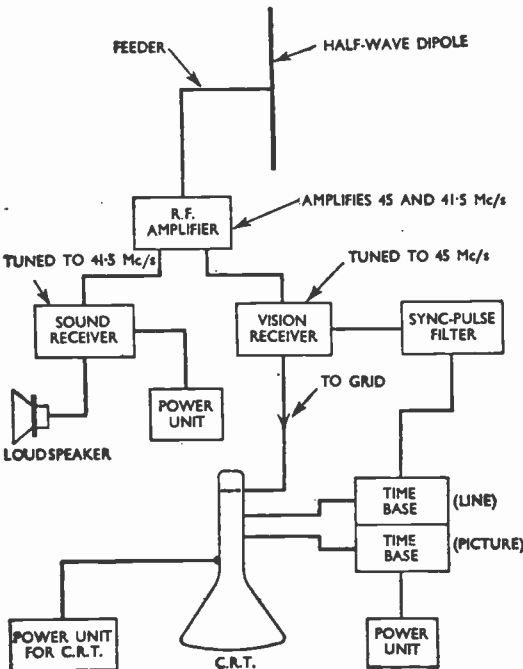 FEEDER
HALF-WAVE DIPOLE
R.F.
AMPLIFIER
AMPLIFIES 45 AND 41·5 Mc/s
TUNED TO 41·5 Mc/s
TUNED TO 45 Mc/s
SOUND
RECEIVER
VISION
RECEIVER
SYNC-PULSE
FILTER
POWER
UNIT
TO GRID
LOUDSPEAKER
TIME
BASE
(LINE)
TIME
BASE
(PICTURE)
POWER UNIT
FOR C.R.T.
C.R.T.
POWER
UNIT